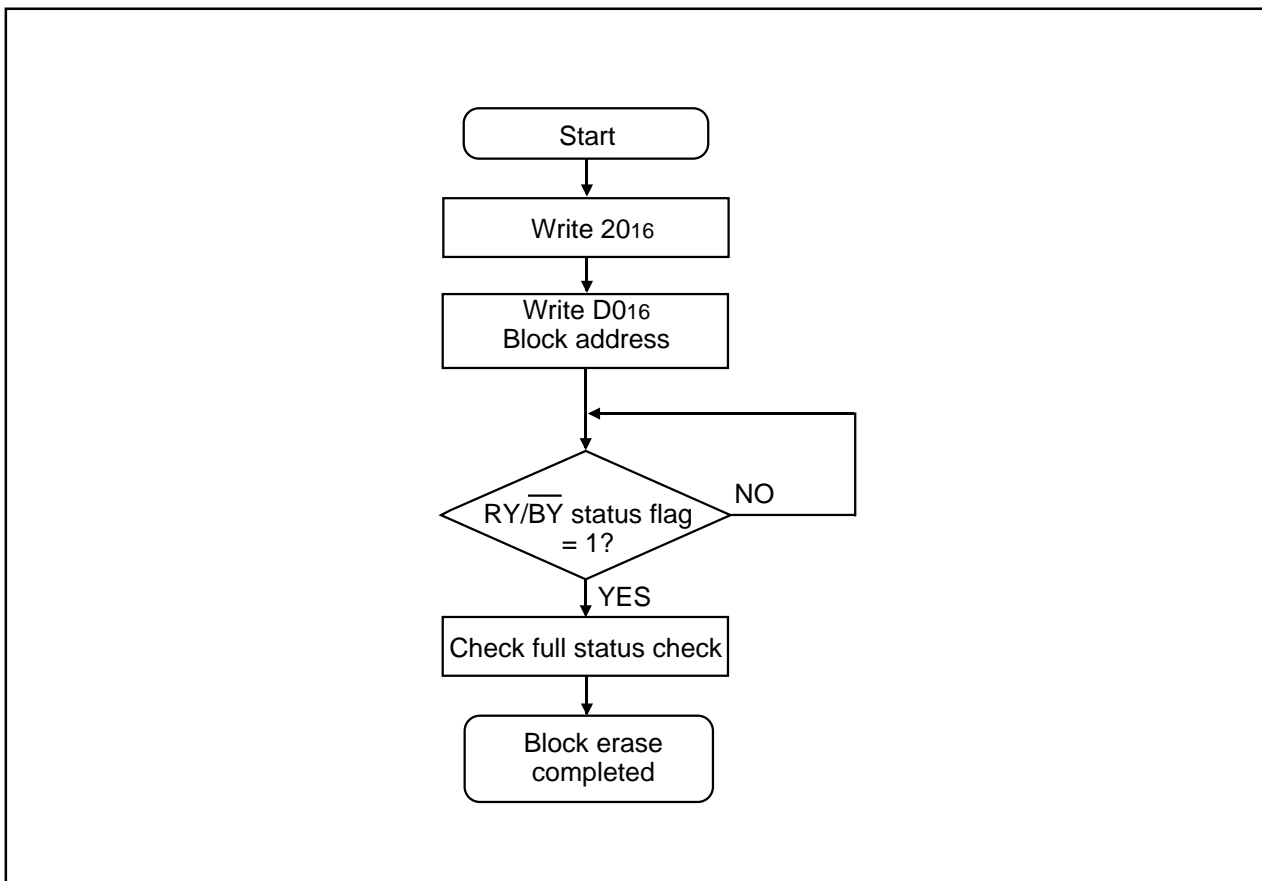 Start
Write 2016
Write D016
Block address
NO
RY/B̅Y̅ status flag
= 1?
YES
Check full status check
Block erase
completed